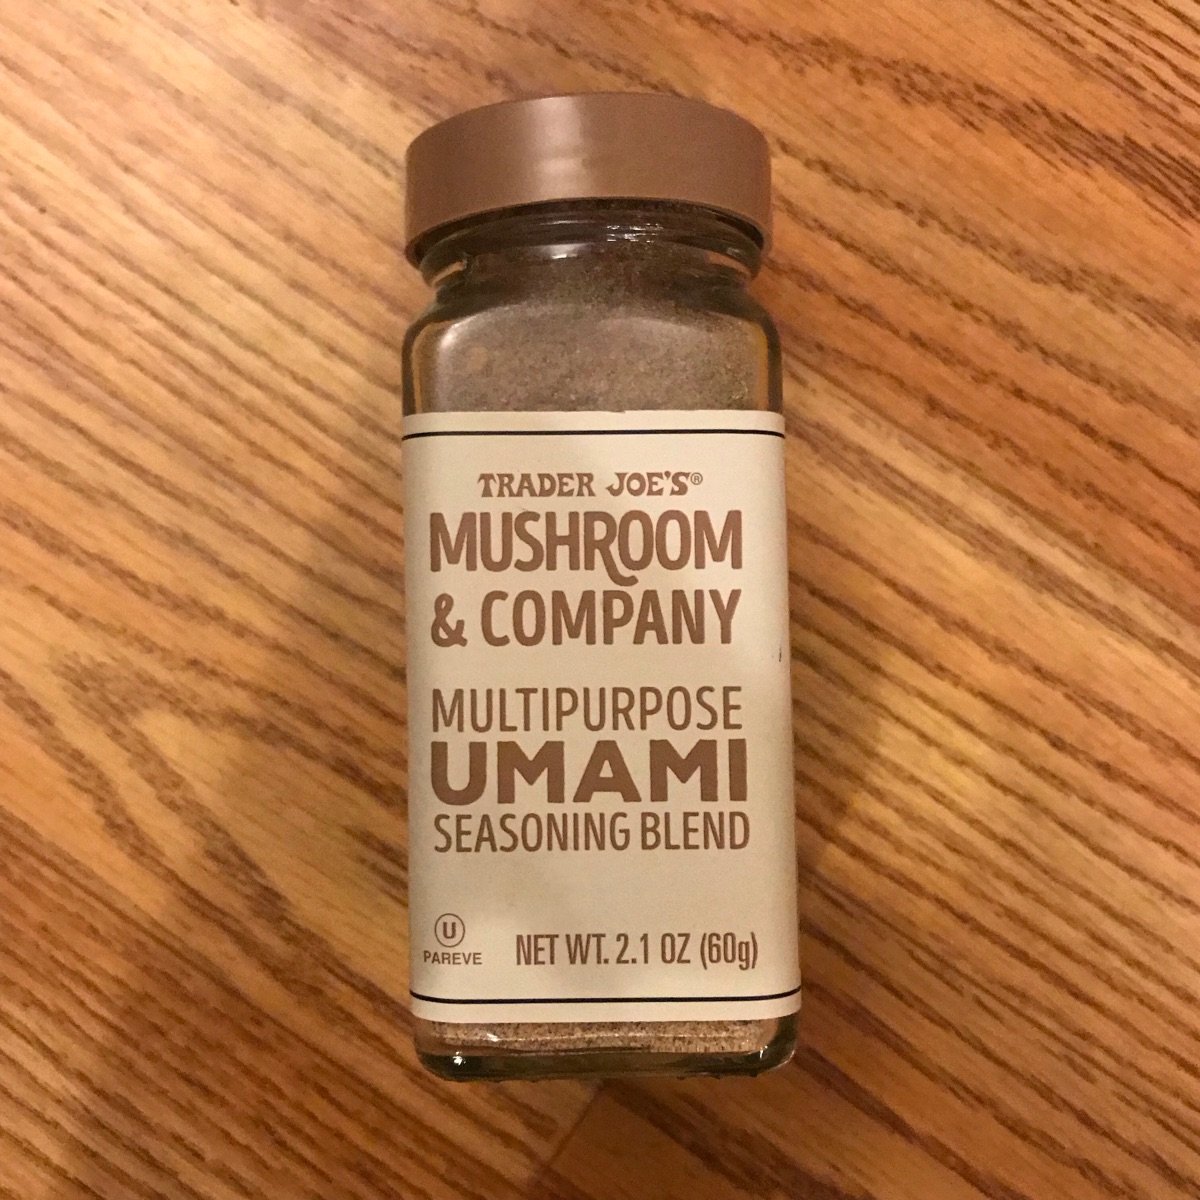 TRADER JOE'S®
MUSHROOM
& COMPANY
MULTIPURPOSE
UMAMI
SEASONING BLEND
U
PAREVE
NET WT. 2.1 OZ (60g)